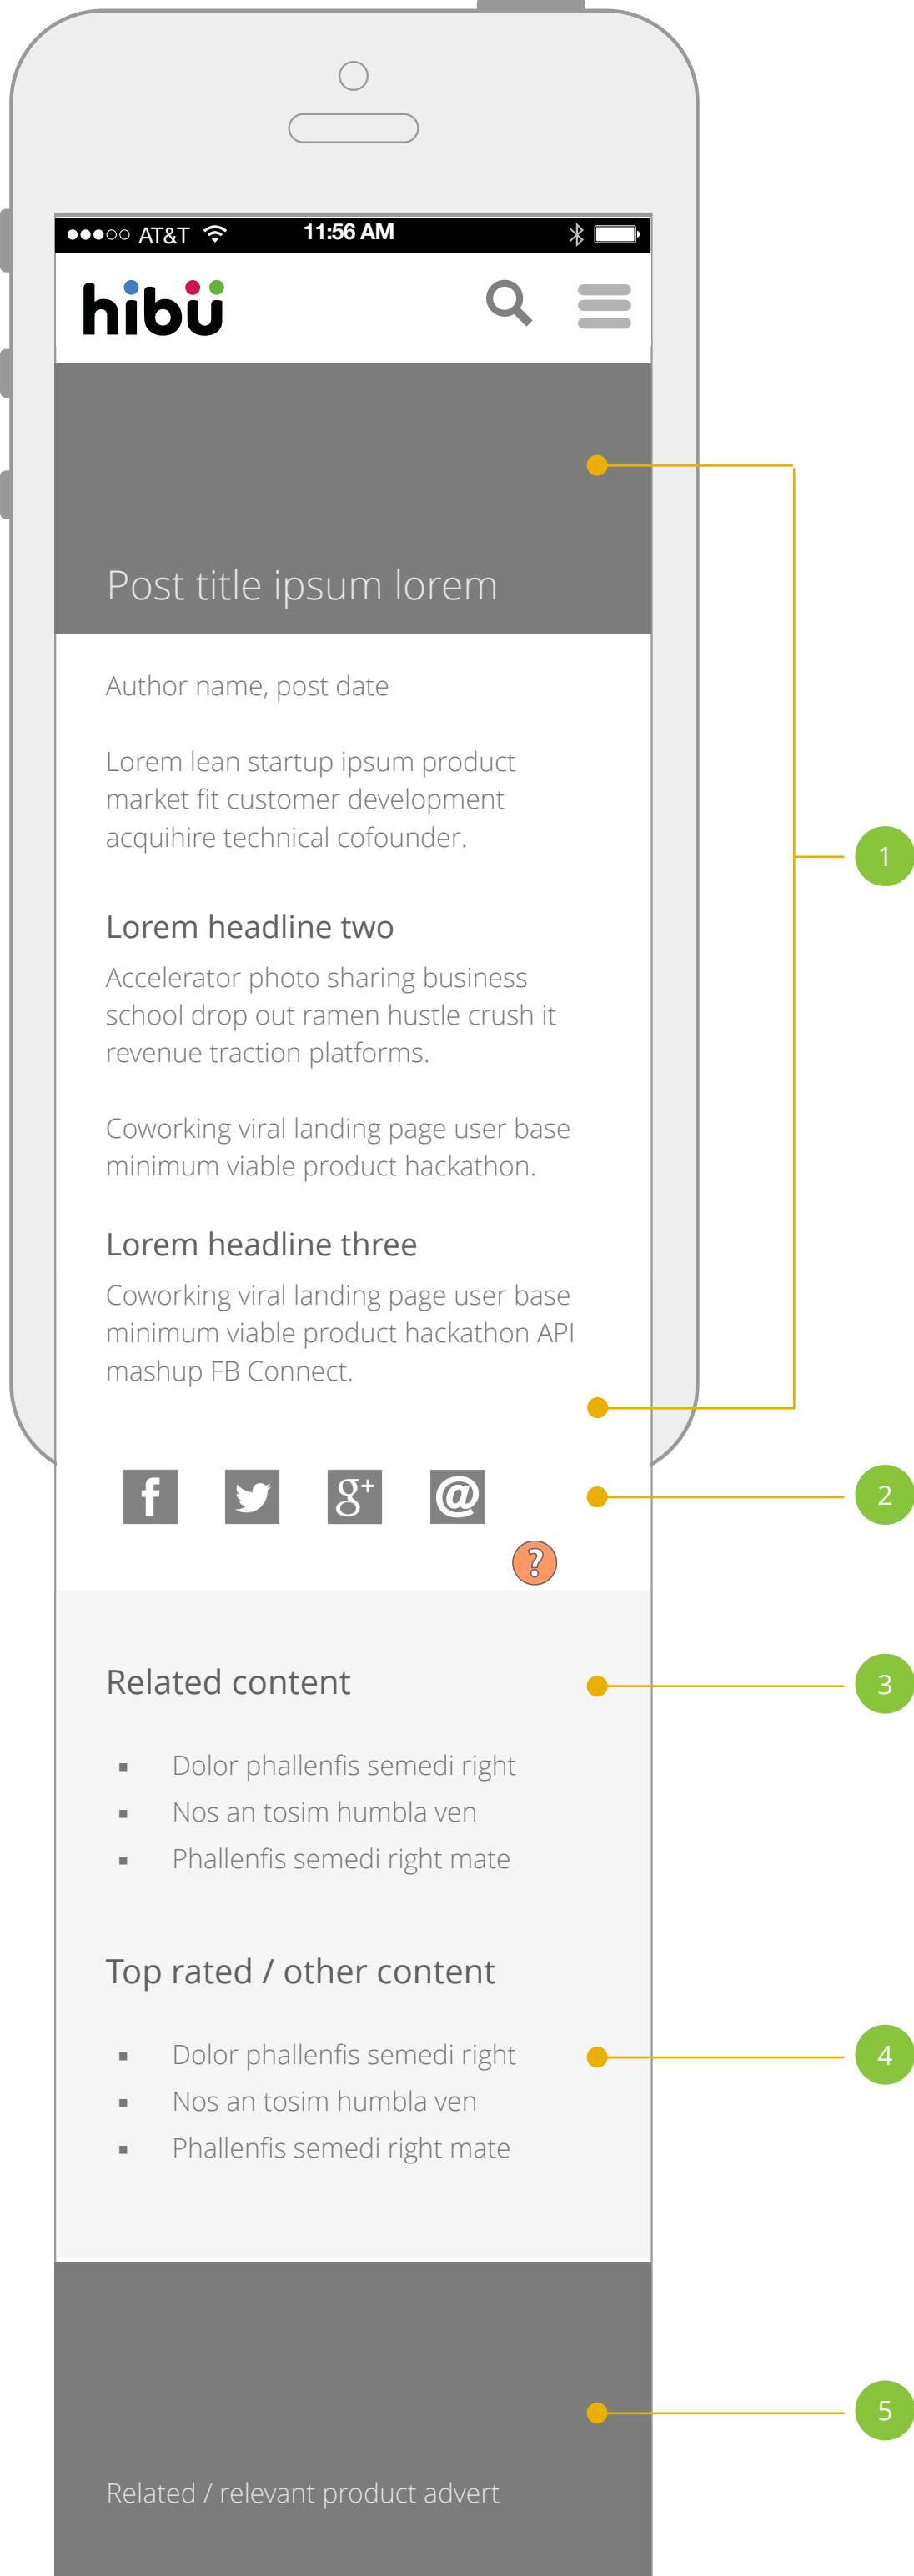 AT&T 11:56 AM
hibü
Post title ipsum lorem
Author name, post date
Lorem lean startup ipsum product
market fit customer development
acquihire technical cofounder.
1
Lorem headline two
Accelerator photo sharing business
school drop out ramen hustle crush it
revenue traction platforms.
Coworking viral landing page user base
minimum viable product hackathon.
Lorem headline three
Coworking viral landing page user base
minimum viable product hackathon API
mashup FB Connect.
f g+ @
2
?
Related content
3
▪ Dolor phallenfis semedi right
▪ Nos an tosim humbla ven
▪ Phallenfis semedi right mate
Top rated / other content
▪ Dolor phallenfis semedi right
4
▪ Nos an tosim humbla ven
▪ Phallenfis semedi right mate
5
Related / relevant product advert